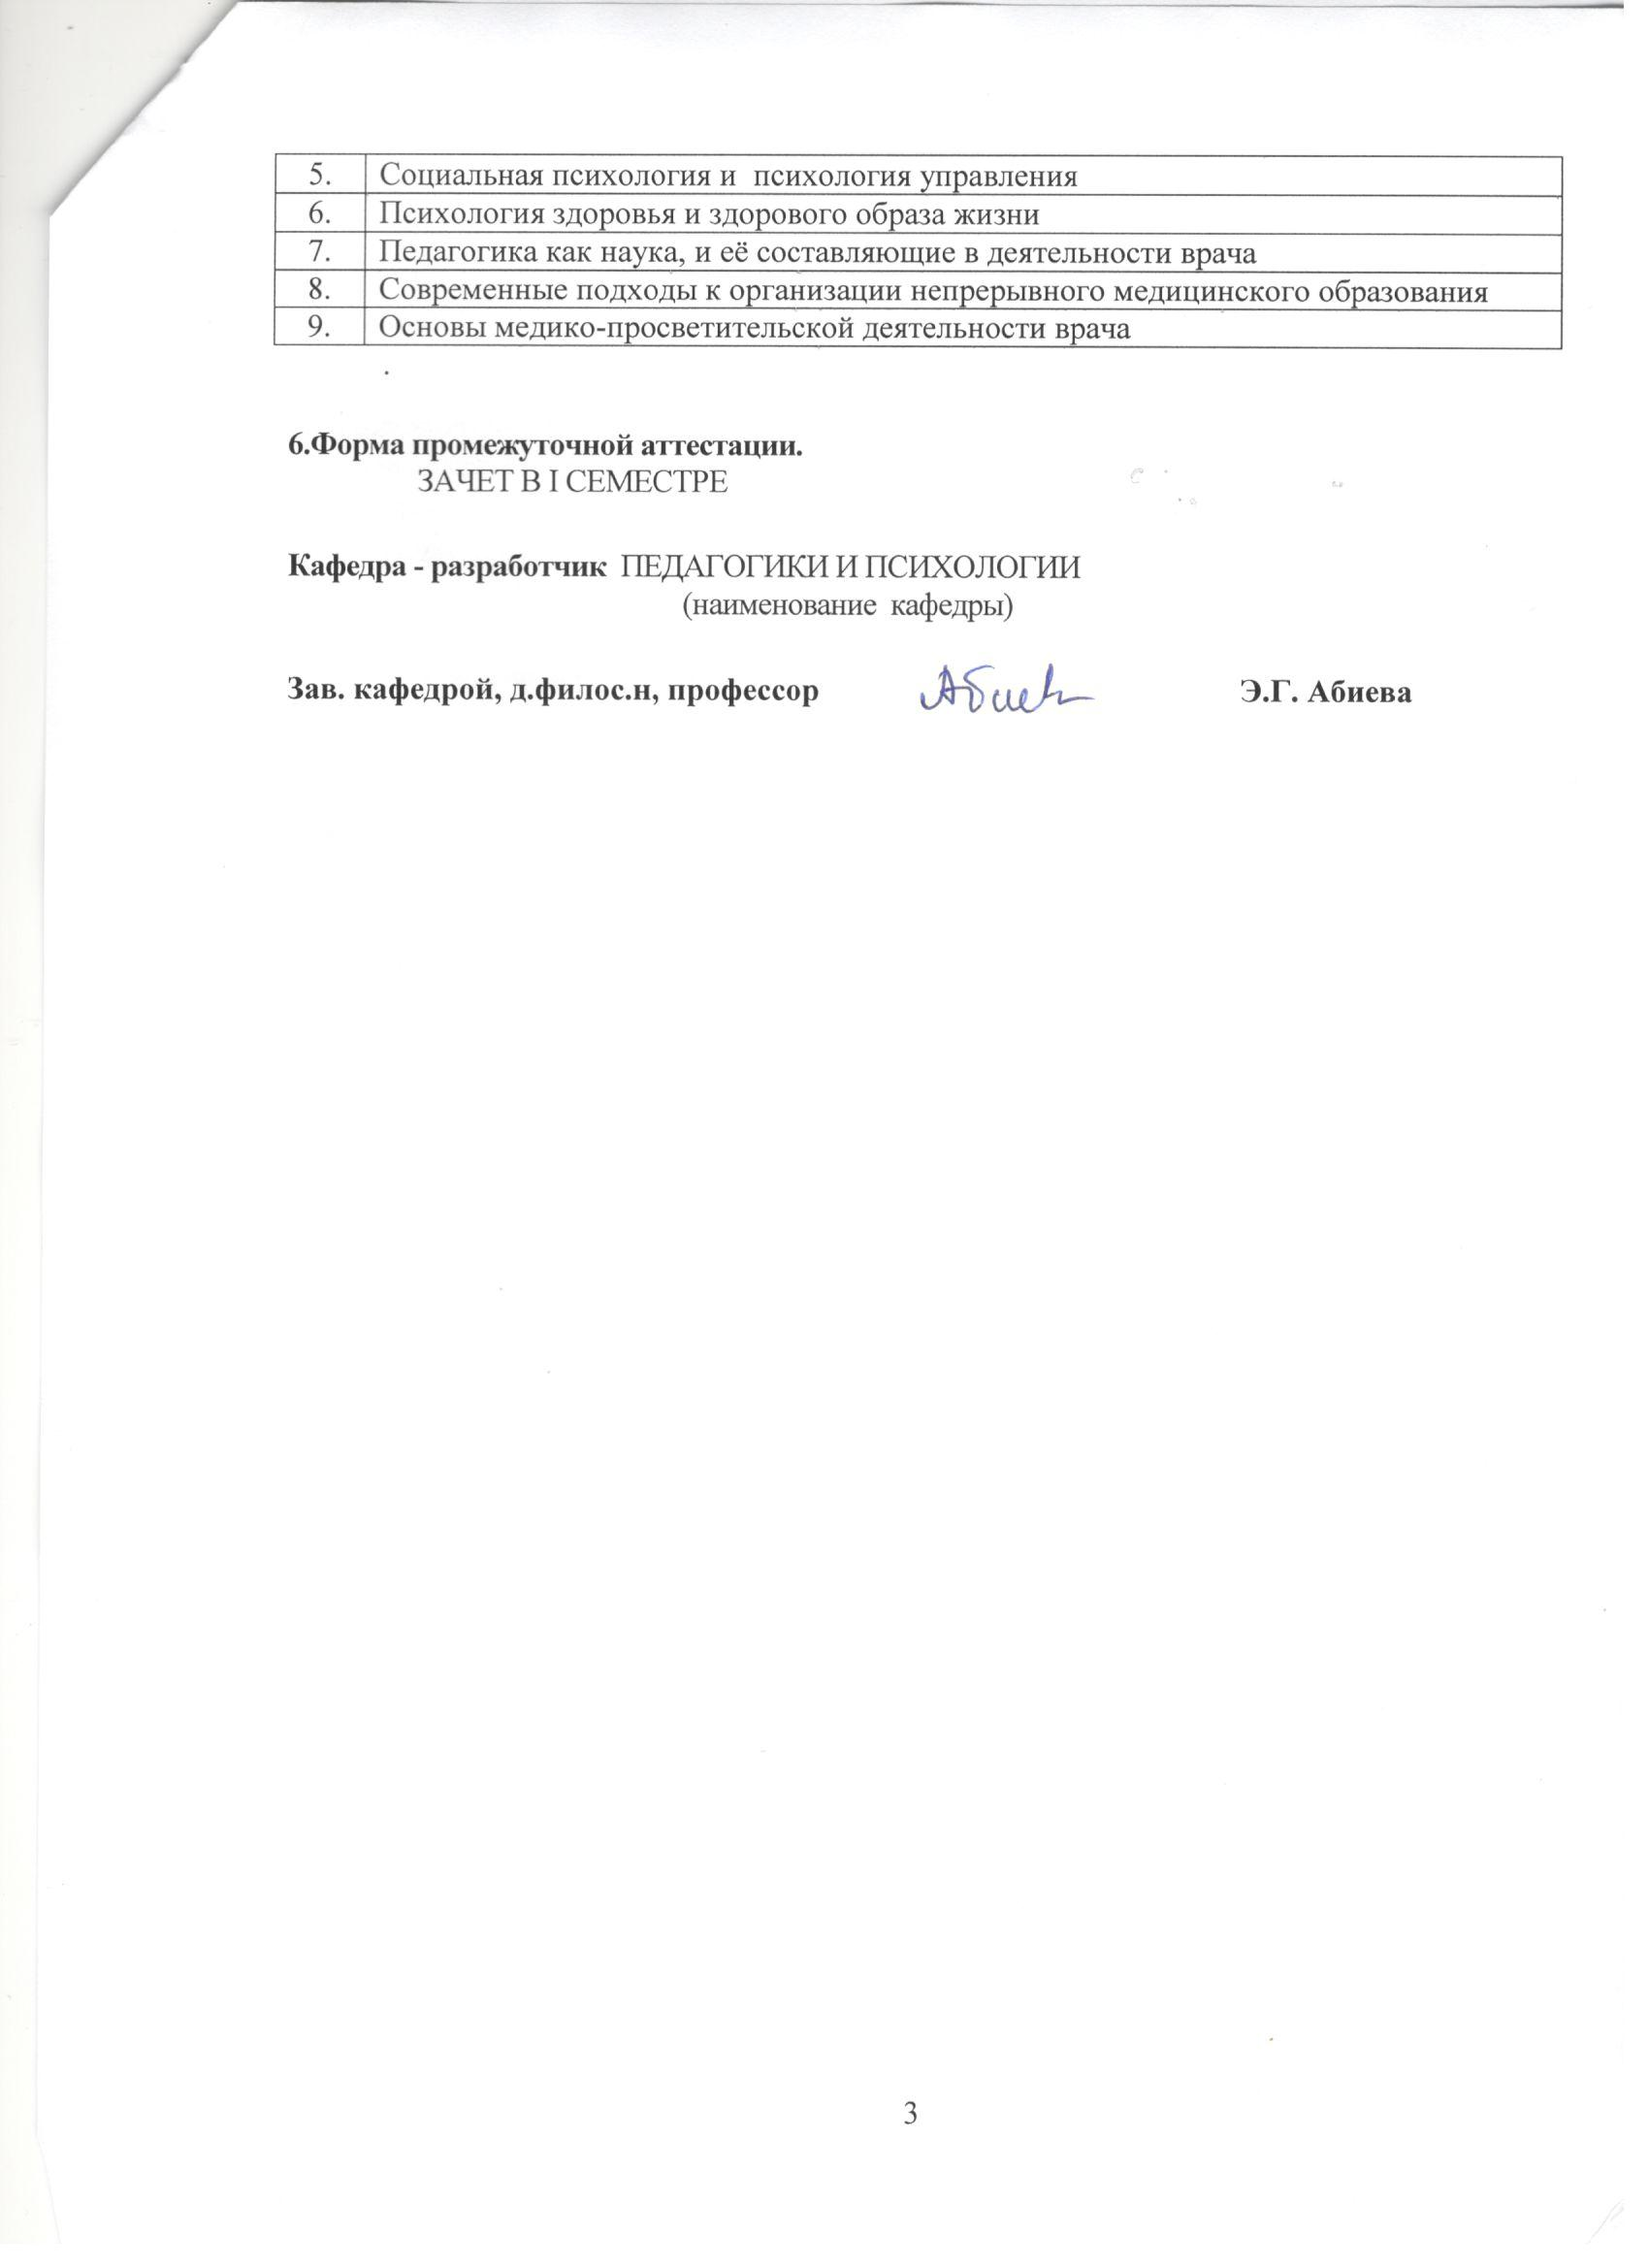 5. Социальная психология и психология управления
6. Психология здоровья и здорового образа жизни
7. Педагогика как наука, и её составляющие в деятельности врача
8. Современные подходы к организации непрерывного медицинского образования
9. Основы медико-просветительской деятельности врача
6.Форма промежуточной аттестации.
ЗАЧЕТ В I СЕМЕСТРЕ
Кафедра - разработчик ПЕДАГОГИКИ И ПСИХОЛОГИИ
(наименование кафедры)
Зав. кафедрой, д.филос.н, профессор Абиев Э.Г. Абиева
3